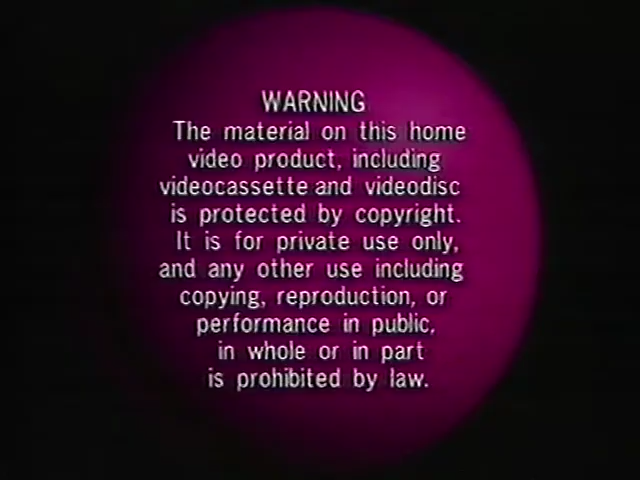 WARNING
The material on this home
video product, including
videocassette and videodisc
is protected by copyright.
It is for private use only,
and any other use including
copying, reproduction, or
performance in public,
in whole or in part
is prohibited by law.